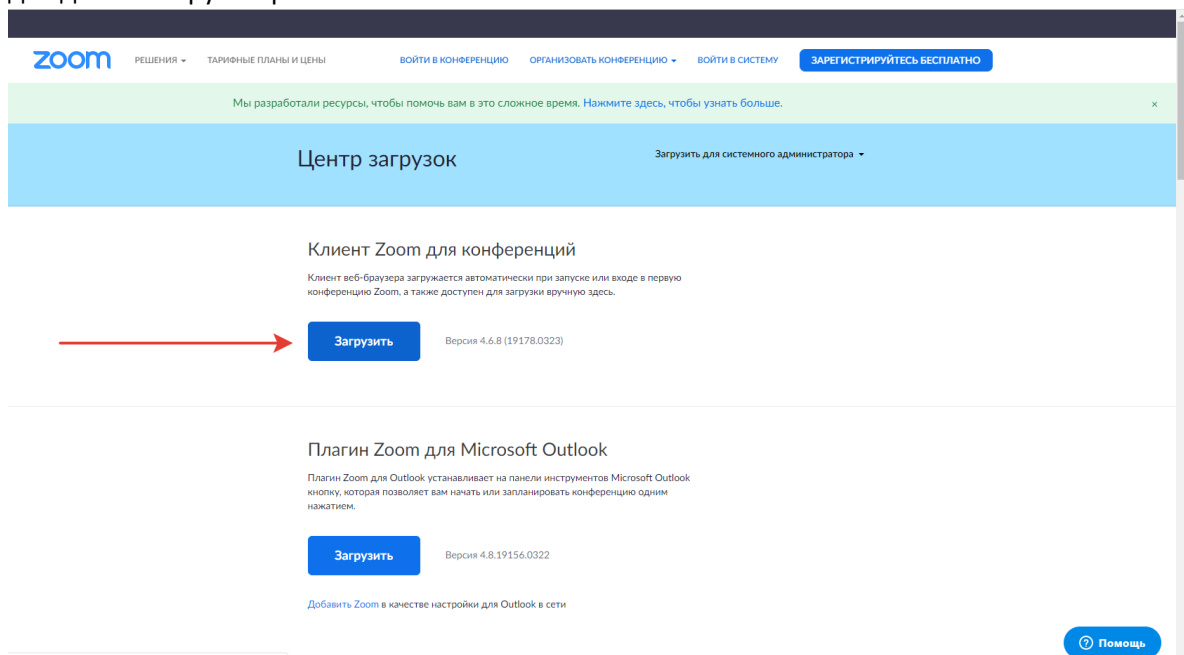 zoom РЕШЕНИЯ ТАРИФНЫЕ ПЛАНЫ И ЦЕНЫ ВОЙТИ В КОНФЕРЕНЦИЮ ОРГАНИЗОВАТЬ КОНФЕРЕНЦИЮ ВОЙТИ В СИСТЕМУ ЗАРЕГИСТРИРУЙТЕСЬ БЕСПЛАТНО
Мы разработали ресурсы, чтобы помочь вам в это сложное время. Нажмите здесь, чтобы узнать больше. ×
Центр загрузок Загрузить для системного администратора
Клиент Zoom для конференций
Клиент веб-браузера загружается автоматически при запуске или входе в первую
конференцию Zoom, а также доступен для загрузки вручную здесь.
Загрузить Версия 4.6.8 (19178.0323)
Плагин Zoom для Microsoft Outlook
Плагин Zoom для Outlook устанавливает на панели инструментов Microsoft Outlook
кнопку, которая позволяет вам начать или запланировать конференцию одним
нажатием.
Загрузить Версия 4.8.19156.0322
Добавить Zoom в качестве настройки для Outlook в сети
? Помощь